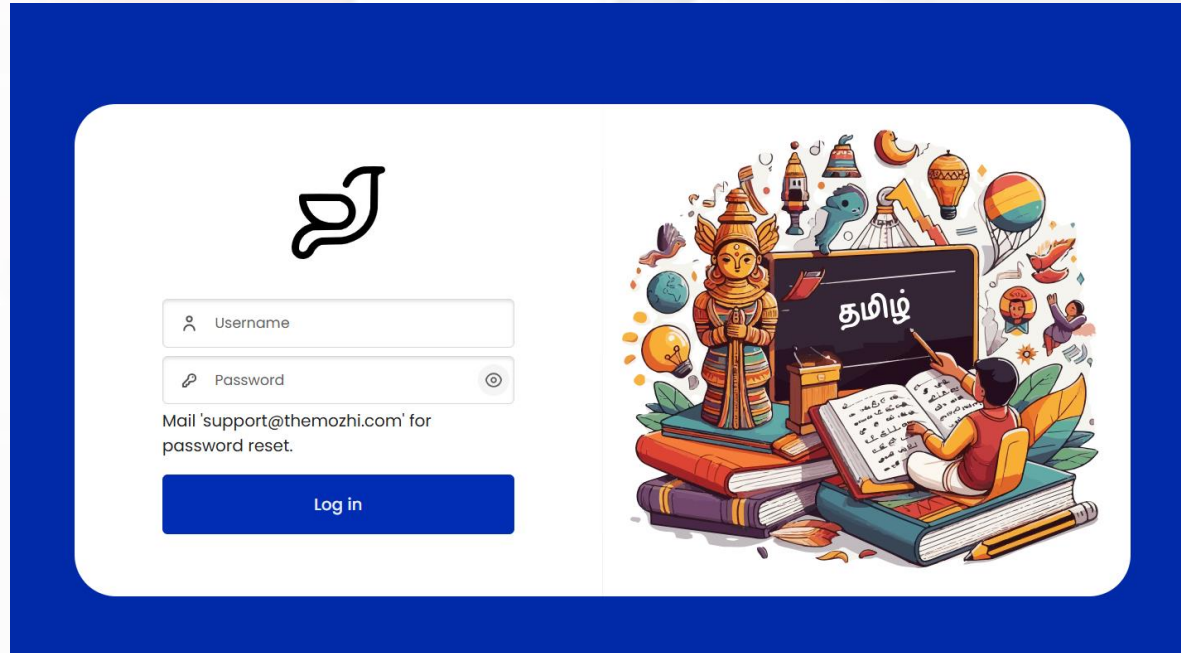 Username
Password
Mail 'support@themozhi.com' for
password reset.
Log in
தமிழ்